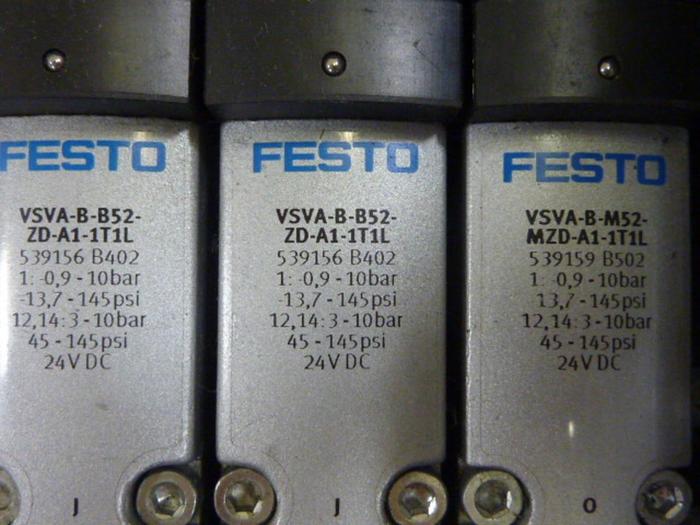 FESTO
VSVA-B-B52-
ZD-A1-1T1L
539156 B402
1: -0,9 - 10bar
-13,7 - 145psi
12,14: 3 - 10bar
45 - 145psi
24V DC
J
FESTO
VSVA-B-B52-
ZD-A1-1T1L
539156 B402
1: -0,9 - 10bar
-13,7 - 145psi
12,14: 3 - 10bar
45 - 145psi
24V DC
J
FESTO
VSVA-B-M52-
MZD-A1-1T1L
539159 B502
1: -0,9 - 10bar
13,7 - 145psi
12,14: 3 - 10bar
45 - 145psi
24V DC
O